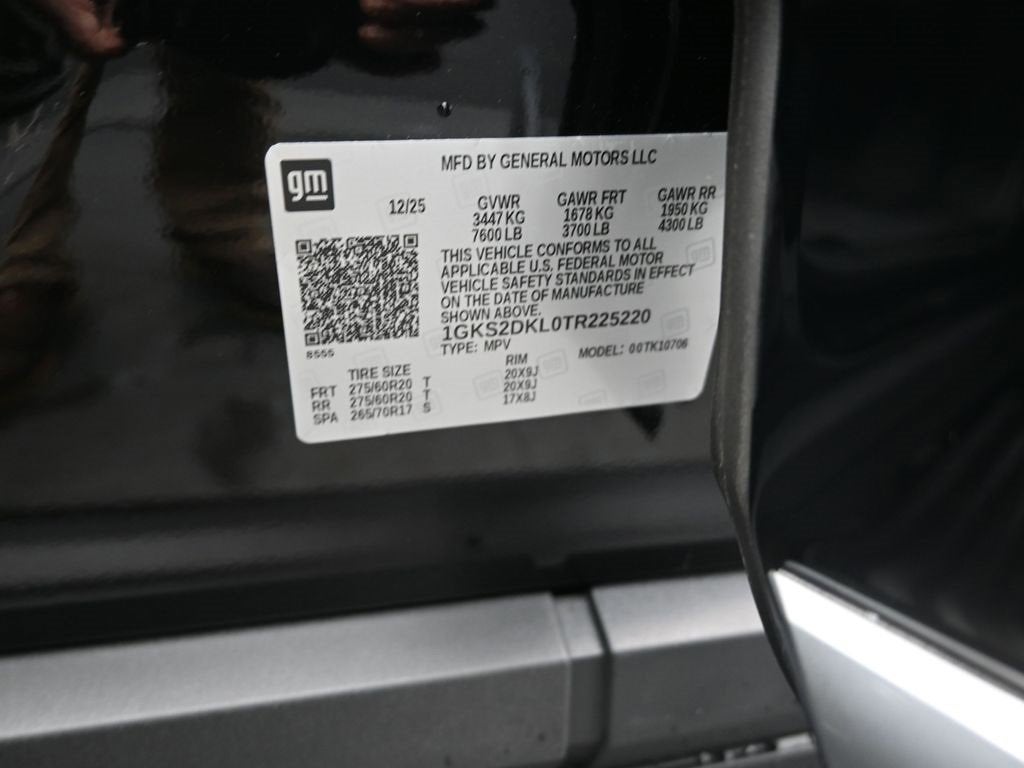 gm
MFD BY GENERAL MOTORS LLC
12/25
GVWR GAWR FRT GAWR RR
3447 KG 1678 KG 1950 KG
7600 LB 3700 LB 4300 LB
THIS VEHICLE CONFORMS TO ALL
APPLICABLE U.S. FEDERAL MOTOR
VEHICLE SAFETY STANDARDS IN EFFECT
ON THE DATE OF MANUFACTURE
SHOWN ABOVE.
1GKS2DKL0TR225220
TYPE: MPV MODEL: 00TK10706
8555
TIRE SIZE RIM
FRT 275/60R20 T 20X9J
RR 275/60R20 T 20X9J
SPA 265/70R17 S 17X8J